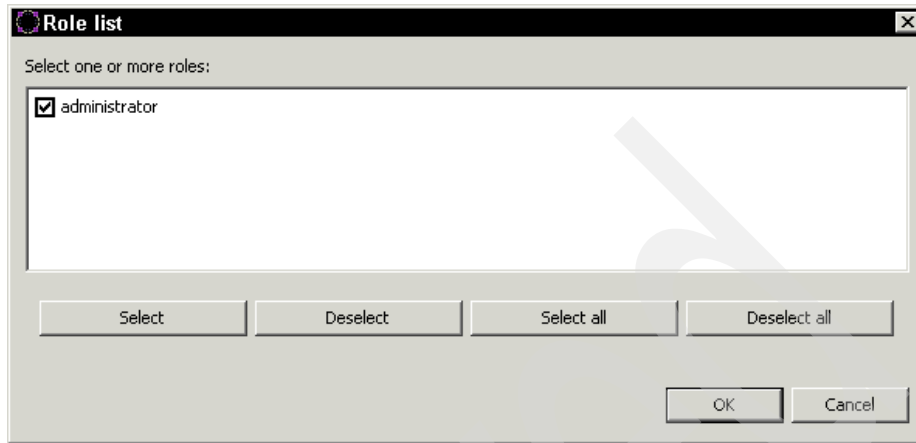 Role list
Select one or more roles:
administrator
Select Deselect Select all Deselect all
OK Cancel